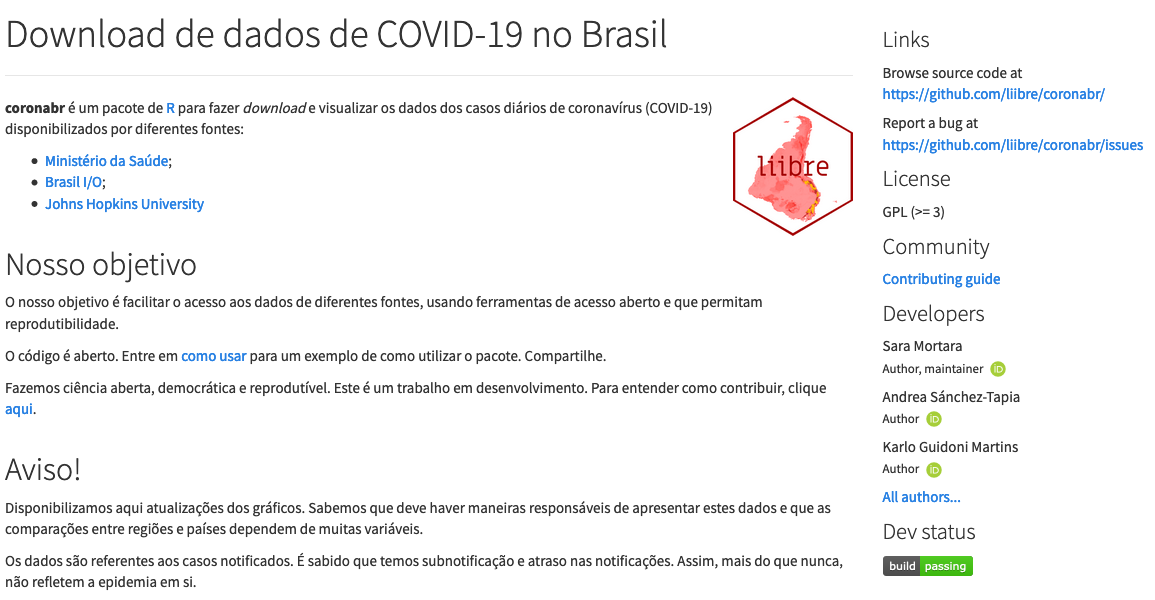 Download de dados de COVID-19 no Brasil
coronabr é um pacote de R para fazer download e visualizar os dados dos casos diários de coronavírus (COVID-19)
disponibilizados por diferentes fontes:
Ministério da Saúde;
Brasil I/O;
Johns Hopkins University
liibre
Nosso objetivo
O nosso objetivo é facilitar o acesso aos dados de diferentes fontes, usando ferramentas de acesso aberto e que permitam
reprodutibilidade.
O código é aberto. Entre em como usar para um exemplo de como utilizar o pacote. Compartilhe.
Fazemos ciência aberta, democrática e reprodutível. Este é um trabalho em desenvolvimento. Para entender como contribuir, clique
aqui.
Aviso!
Disponibilizamos aqui atualizações dos gráficos. Sabemos que deve haver maneiras responsáveis de apresentar estes dados e que as
comparações entre regiões e países dependem de muitas variáveis.
Os dados são referentes aos casos notificados. É sabido que temos subnotificação e atraso nas notificações. Assim, mais do que nunca,
não refletem a epidemia em si.
Links
Browse source code at
https://github.com/liibre/coronabr/
Report a bug at
https://github.com/liibre/coronabr/issues
License
GPL (>= 3)
Community
Contributing guide
Developers
Sara Mortara
Author, maintainer iD
Andrea Sánchez-Tapia
Author iD
Karlo Guidoni Martins
Author iD
All authors...
Dev status
build passing